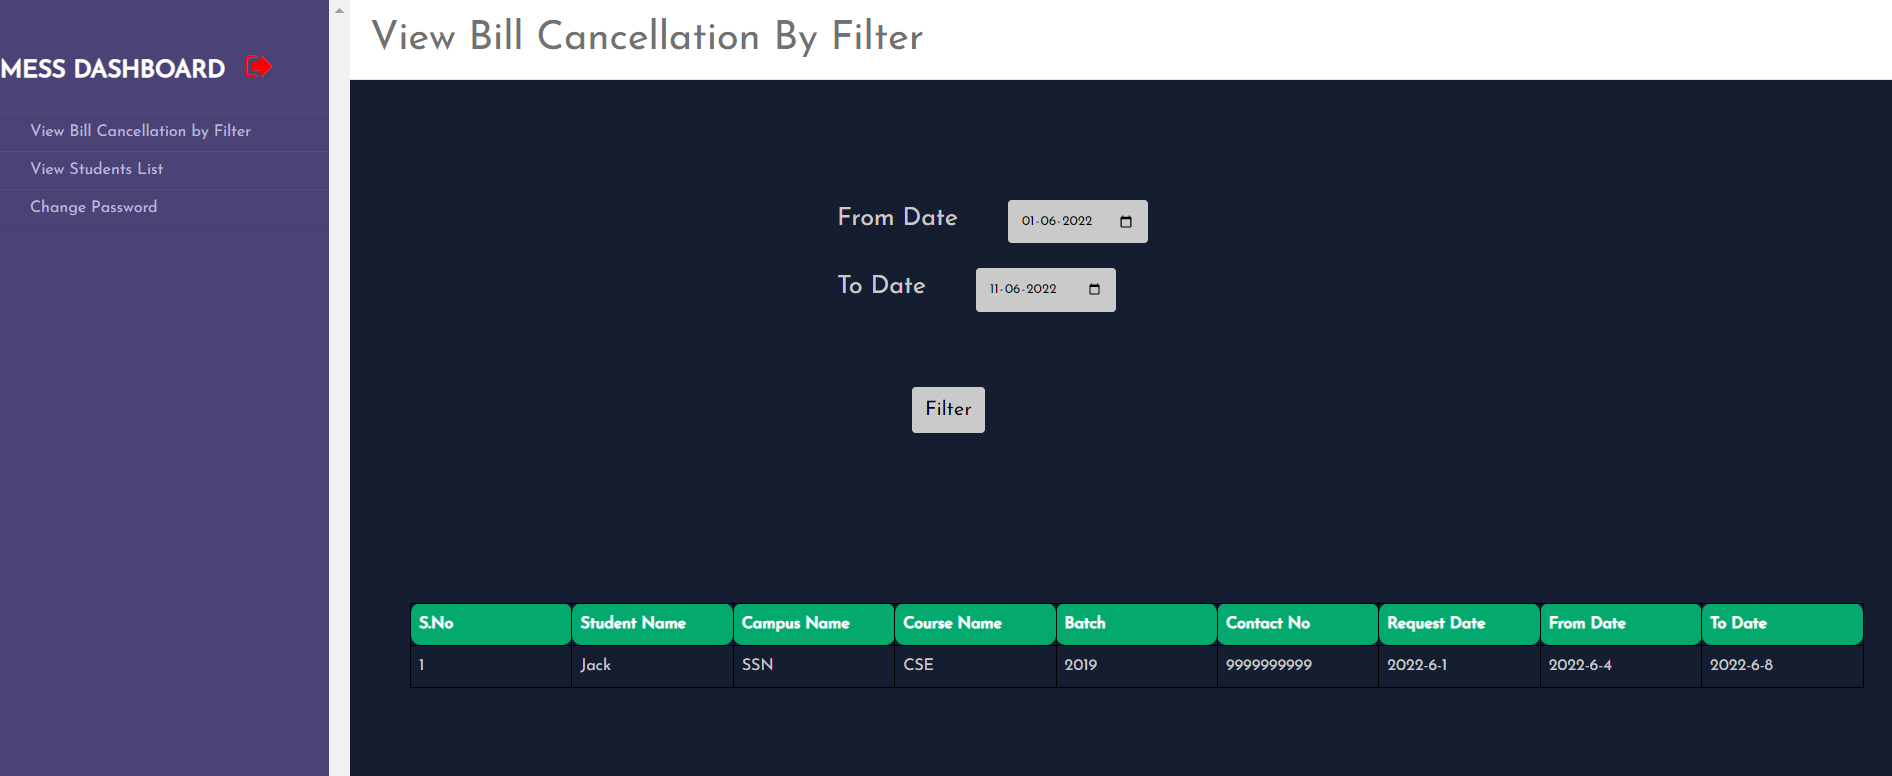 MESS DASHBOARD
View Bill Cancellation by Filter
View Students List
Change Password
View Bill Cancellation By Filter
From Date 01-06-2022
To Date 11-06-2022
Filter
S.No Student Name Campus Name Course Name Batch Contact No Request Date From Date To Date
1 Jack SSN CSE 2019 9999999999 2022-6-1 2022-6-4 2022-6-8